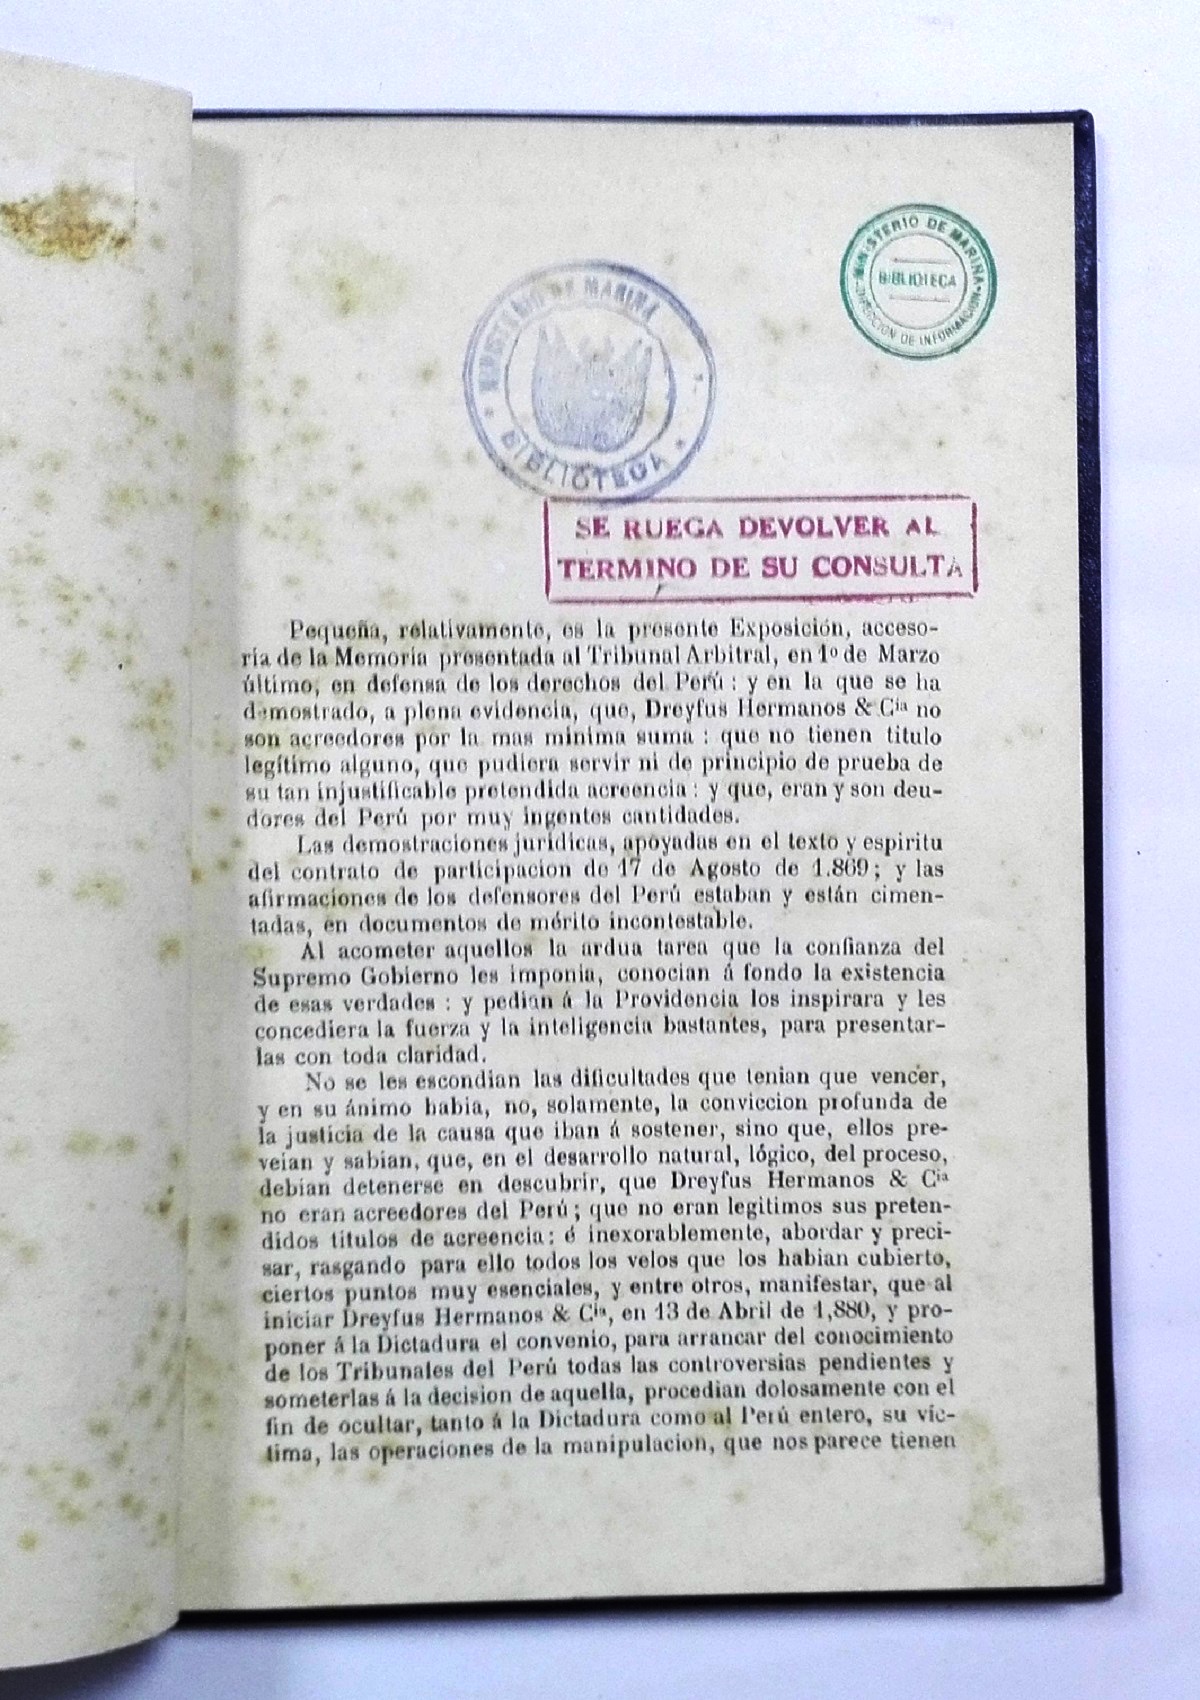 MINISTERIO DE MARINA
BIBLIOTECA
DIRECCION DE INFORMACION
MINISTERIO DE MARINA
BIBLIOTECA
SE RUEGA DEVOLVER AL
TERMINO DE SU CONSULTA
Pequeña, relativamente, es la presente Exposición, acceso-
ria de la Memoria presentada al Tribunal Arbitral, en 1º de Marzo
último, en defensa de los derechos del Perú : y en la que se ha
demostrado, a plena evidencia, que, Dreyfus Hermanos & Cia no
son acreedores por la mas minima suma : que no tienen titulo
legítimo alguno, que pudiera servir ni de principio de prueba de
su tan injustificable pretendida acreencia : y que, eran y son deu-
dores del Perú por muy ingentes cantidades.
Las demostraciones juridicas, apoyadas en el texto y espiritu
del contrato de participacion de 17 de Agosto de 1.869; y las
afirmaciones de los defensores del Perú estaban y están cimen-
tadas, en documentos de mérito incontestable.
Al acometer aquellos la ardua tarea que la confianza del
Supremo Gobierno les imponia, conocian á fondo la existencia
de esas verdades : y pedian á la Providencia los inspirara y les
concediera la fuerza y la inteligencia bastantes, para presentar-
las con toda claridad.
No se les escondian las dificultades que tenian que vencer,
y en su ánimo habia, no, solamente, la conviccion profunda de
la justicia de la causa que iban á sostener, sino que, ellos pre-
veian y sabian, que, en el desarrollo natural, lógico, del proceso,
debian detenerse en descubrir, que Dreyfus Hermanos & Cia
no eran acreedores del Perú; que no eran legitimos sus preten-
didos titulos de acreencia: é inexorablemente, abordar y preci-
sar, rasgando para ello todos los velos que los habian cubierto,
ciertos puntos muy esenciales, y entre otros, manifestar, que al
iniciar Dreyfus Hermanos & Cia, en 13 de Abril de 1,880, y pro-
poner á la Dictadura el convenio, para arrancar del conocimiento
de los Tribunales del Perú todas las controversias pendientes y
someterlas á la decision de aquella, procedian dolosamente con el
fin de ocultar, tanto á la Dictadura como al Perú entero, su víc-
tima, las operaciones de la manipulacion, que nos parece tienen